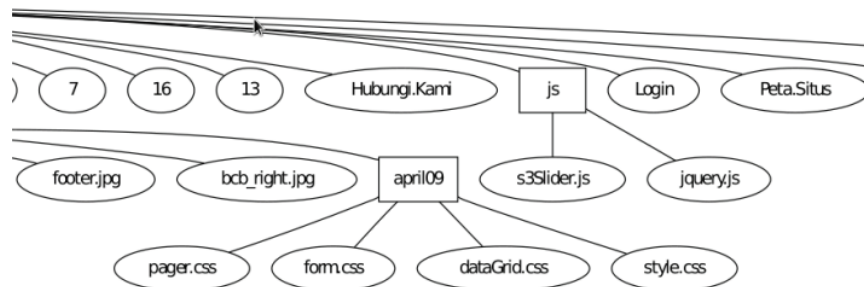 7 16 13 Hubungi.Kami js Login Peta.Situs
footer.jpg bcb_right.jpg april09 s3Slider.js jquery.js
pager.css form.css dataGrid.css style.css